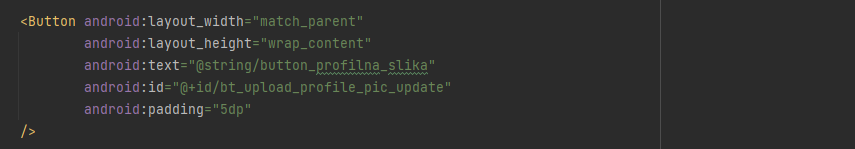 <Button android:layout_width="match_parent"
android:layout_height="wrap_content"
android:text="@string/button_profilna_slika"
android:id="@+id/bt_upload_profile_pic_update"
android:padding="5dp"
/>